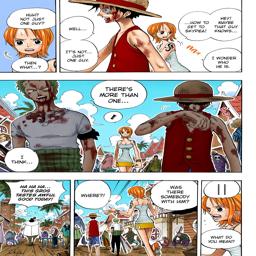 HUH?
NOT JUST
ONE GUY?
THEN
WHAT...?
WELL...
IT'S NOT...
JUST
ONE GUY.
...HOW TO
GET TO
SKYPEA!
HEY!
MAYBE
THAT GUY
KNOWS...
I WONDER
WHO
HE IS.
THERE'S
MORE THAN
ONE...
I
THINK...
HA HA HA...
THIS GROG
TASTES AWFUL
GOOD TODAY!
WHERE?!
WAS
THERE
SOMEBODY
WITH HIM?
!!
WHAT
DO YOU
MEAN?